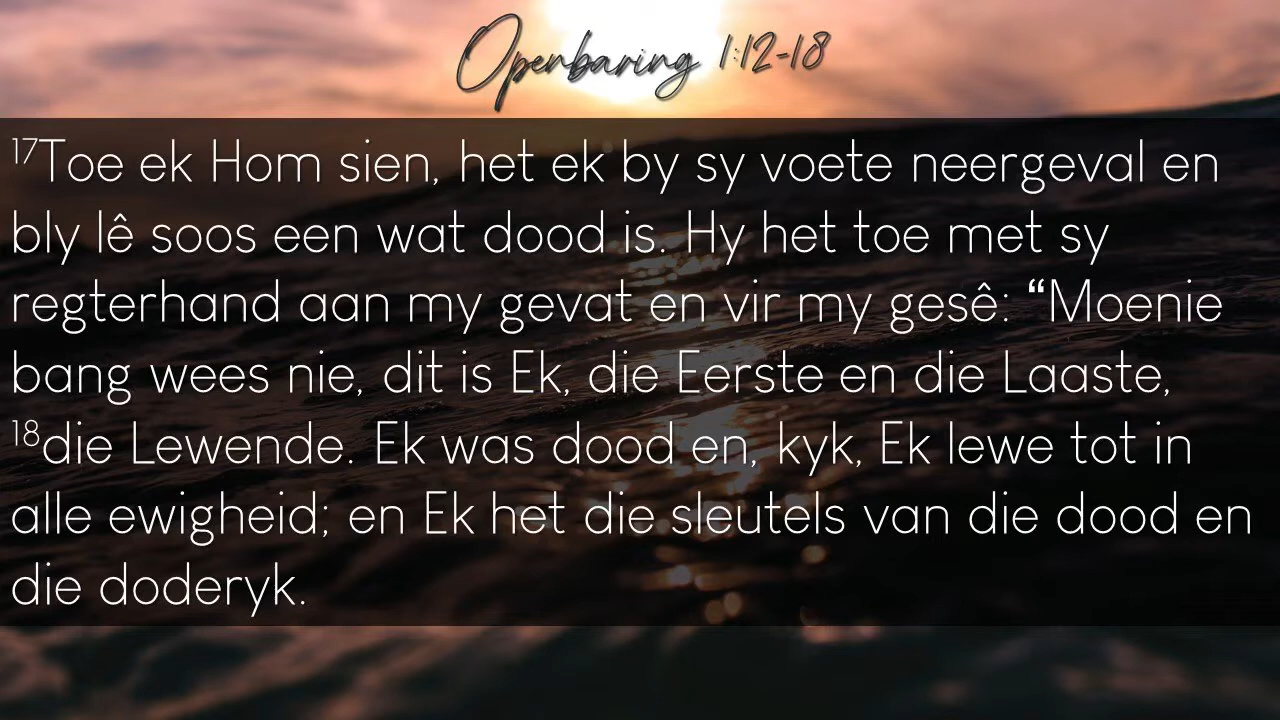 Openbaring 1:12-18
¹⁷Toe ek Hom sien, het ek by sy voete neergeval en
bly lê soos een wat dood is. Hy het toe met sy
regterhand aan my gevat en vir my gesê: “Moenie
bang wees nie, dit is Ek, die Eerste en die Laaste,
¹⁸die Lewende. Ek was dood en, kyk, Ek lewe tot in
alle ewigheid; en Ek het die sleutels van die dood en
die doderyk.